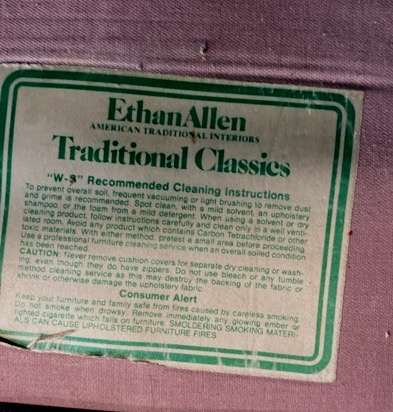 EthanAllen
AMERICAN TRADITIONAL INTERIORS
Traditional Classics
"W-S" Recommended Cleaning Instructions
To prevent overall soil, frequent vacuuming or light brushing to remove dust
and grime is recommended. Spot clean, with a mild solvent, an upholstery
shampoo, or the foam from a mild detergent. When using a solvent or dry
cleaning product, follow instructions carefully and clean only in a well venti-
lated room. Avoid any product which contains Carbon Tetrachloride or other
toxic materials. With either method, pretest a small area before proceeding.
Use a professional furniture cleaning service when an overall soiled condition
has been reached.
CAUTION: Never remove cushion covers for separate dry cleaning or wash-
ing, even though they do have zippers. Do not use bleach or any tumble
method cleaning service as this may destroy the backing of the fabric or
shrink or otherwise damage the upholstery fabric.
Consumer Alert
Keep your furniture and family safe from fires caused by careless smoking.
Do not smoke when drowsy. Remove immediately any glowing ember or
lighted cigarette which falls on furniture. SMOLDERING SMOKING MATERI-
ALS CAN CAUSE UPHOLSTERED FURNITURE FIRES